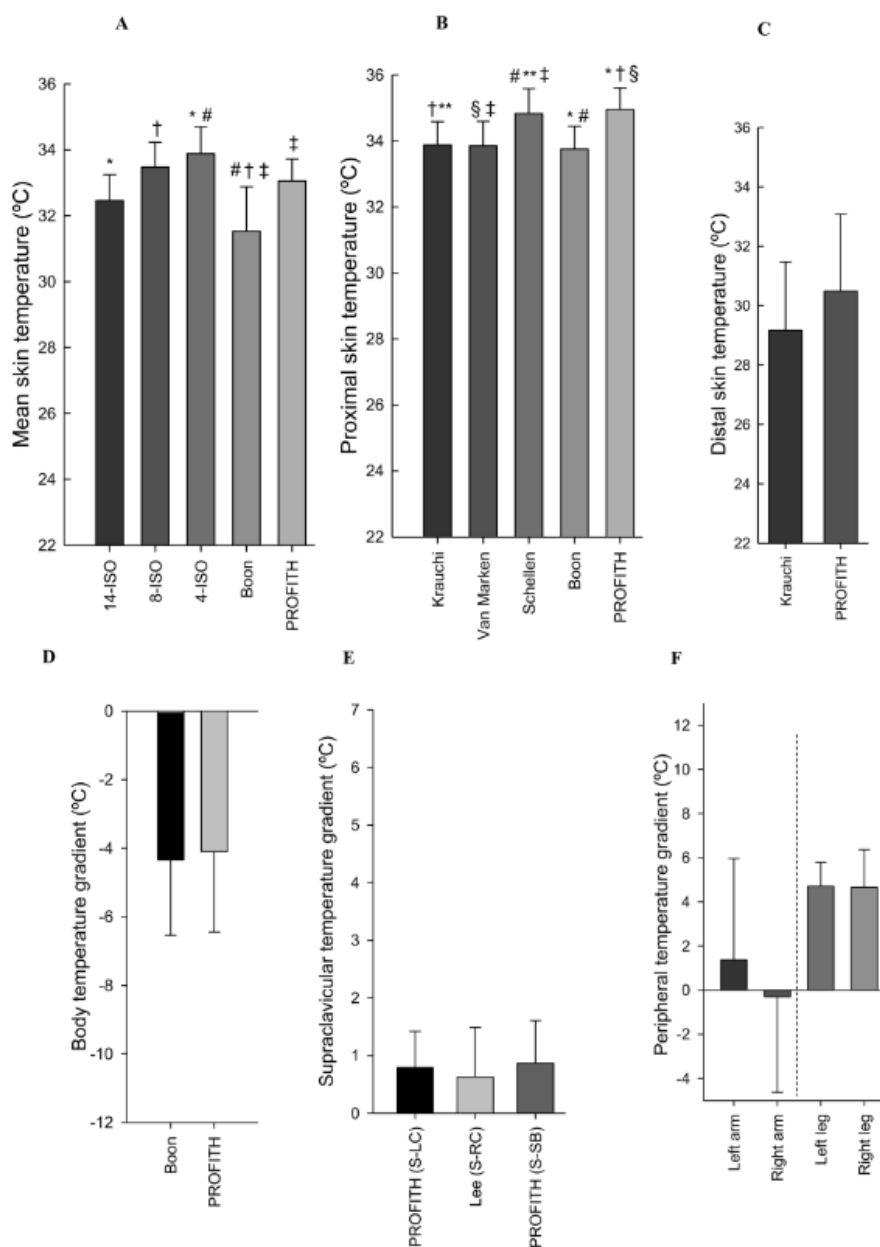 A
Mean skin temperature (ºC)
36
34
32
30
28
26
24
22
*
†
* #
# † ‡
‡
14-ISO
8-ISO
4-ISO
Boon
PROFITH
B
Proximal skin temperature (ºC)
36
34
32
30
28
26
24
22
† **
§ ‡
# ** ‡
* #
* † §
Krauchi
Van Marken
Schellen
Boon
PROFITH
C
Distal skin temperature (ºC)
36
34
32
30
28
26
24
22
Krauchi
PROFITH
D
Body temperature gradient (ºC)
0
-2
-4
-6
-8
-10
-12
Boon
PROFITH
E
Supraclavicular temperature gradient (ºC)
7
6
5
4
3
2
1
0
PROFITH (S-LC)
Lee (S-RC)
PROFITH (S-SB)
F
Peripheral temperature gradient (ºC)
12
10
8
6
4
2
0
-2
-4
Left arm
Right arm
Left leg
Right leg